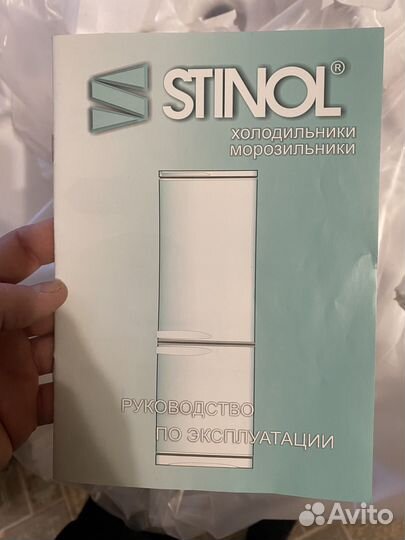 STINOL®
ХОЛОДИЛЬНИКИ
МОРОЗИЛЬНИКИ
РУКОВОДСТВО
ПО ЭКСПЛУАТАЦИИ
Avito